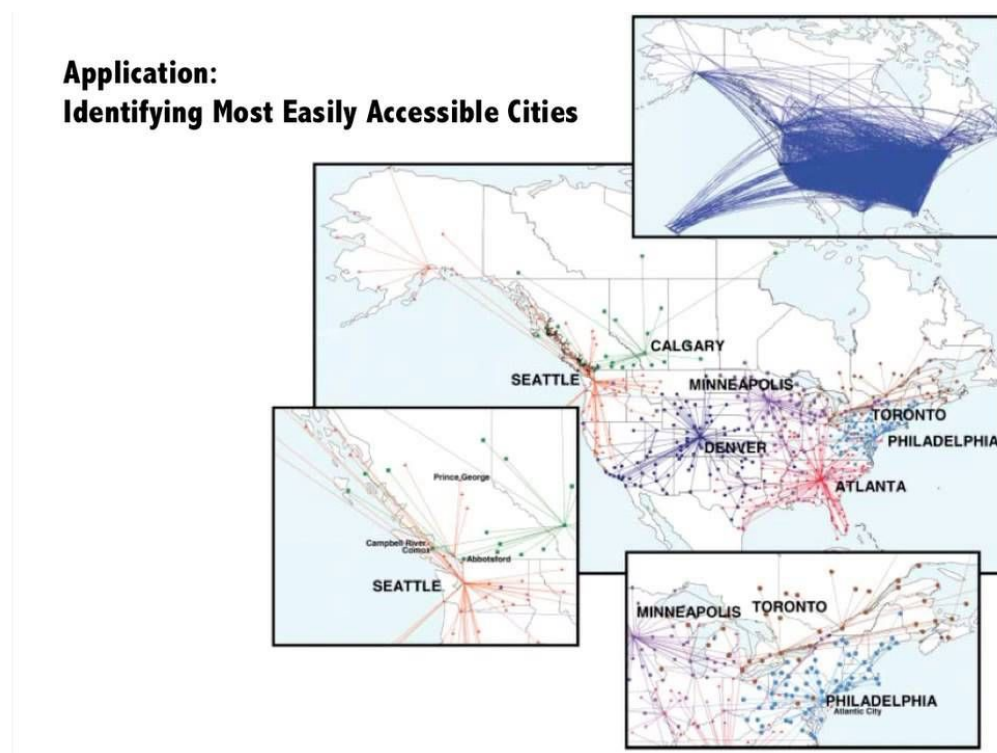 Application:
Identifying Most Easily Accessible Cities
CALGARY
SEATTLE
MINNEAPOLIS
TORONTO
PHILADELPHIA
DENVER
ATLANTA
Prince George
Campbell River
Comox
Abbotsford
SEATTLE
MINNEAPOLIS
TORONTO
PHILADELPHIA
Atlantic City